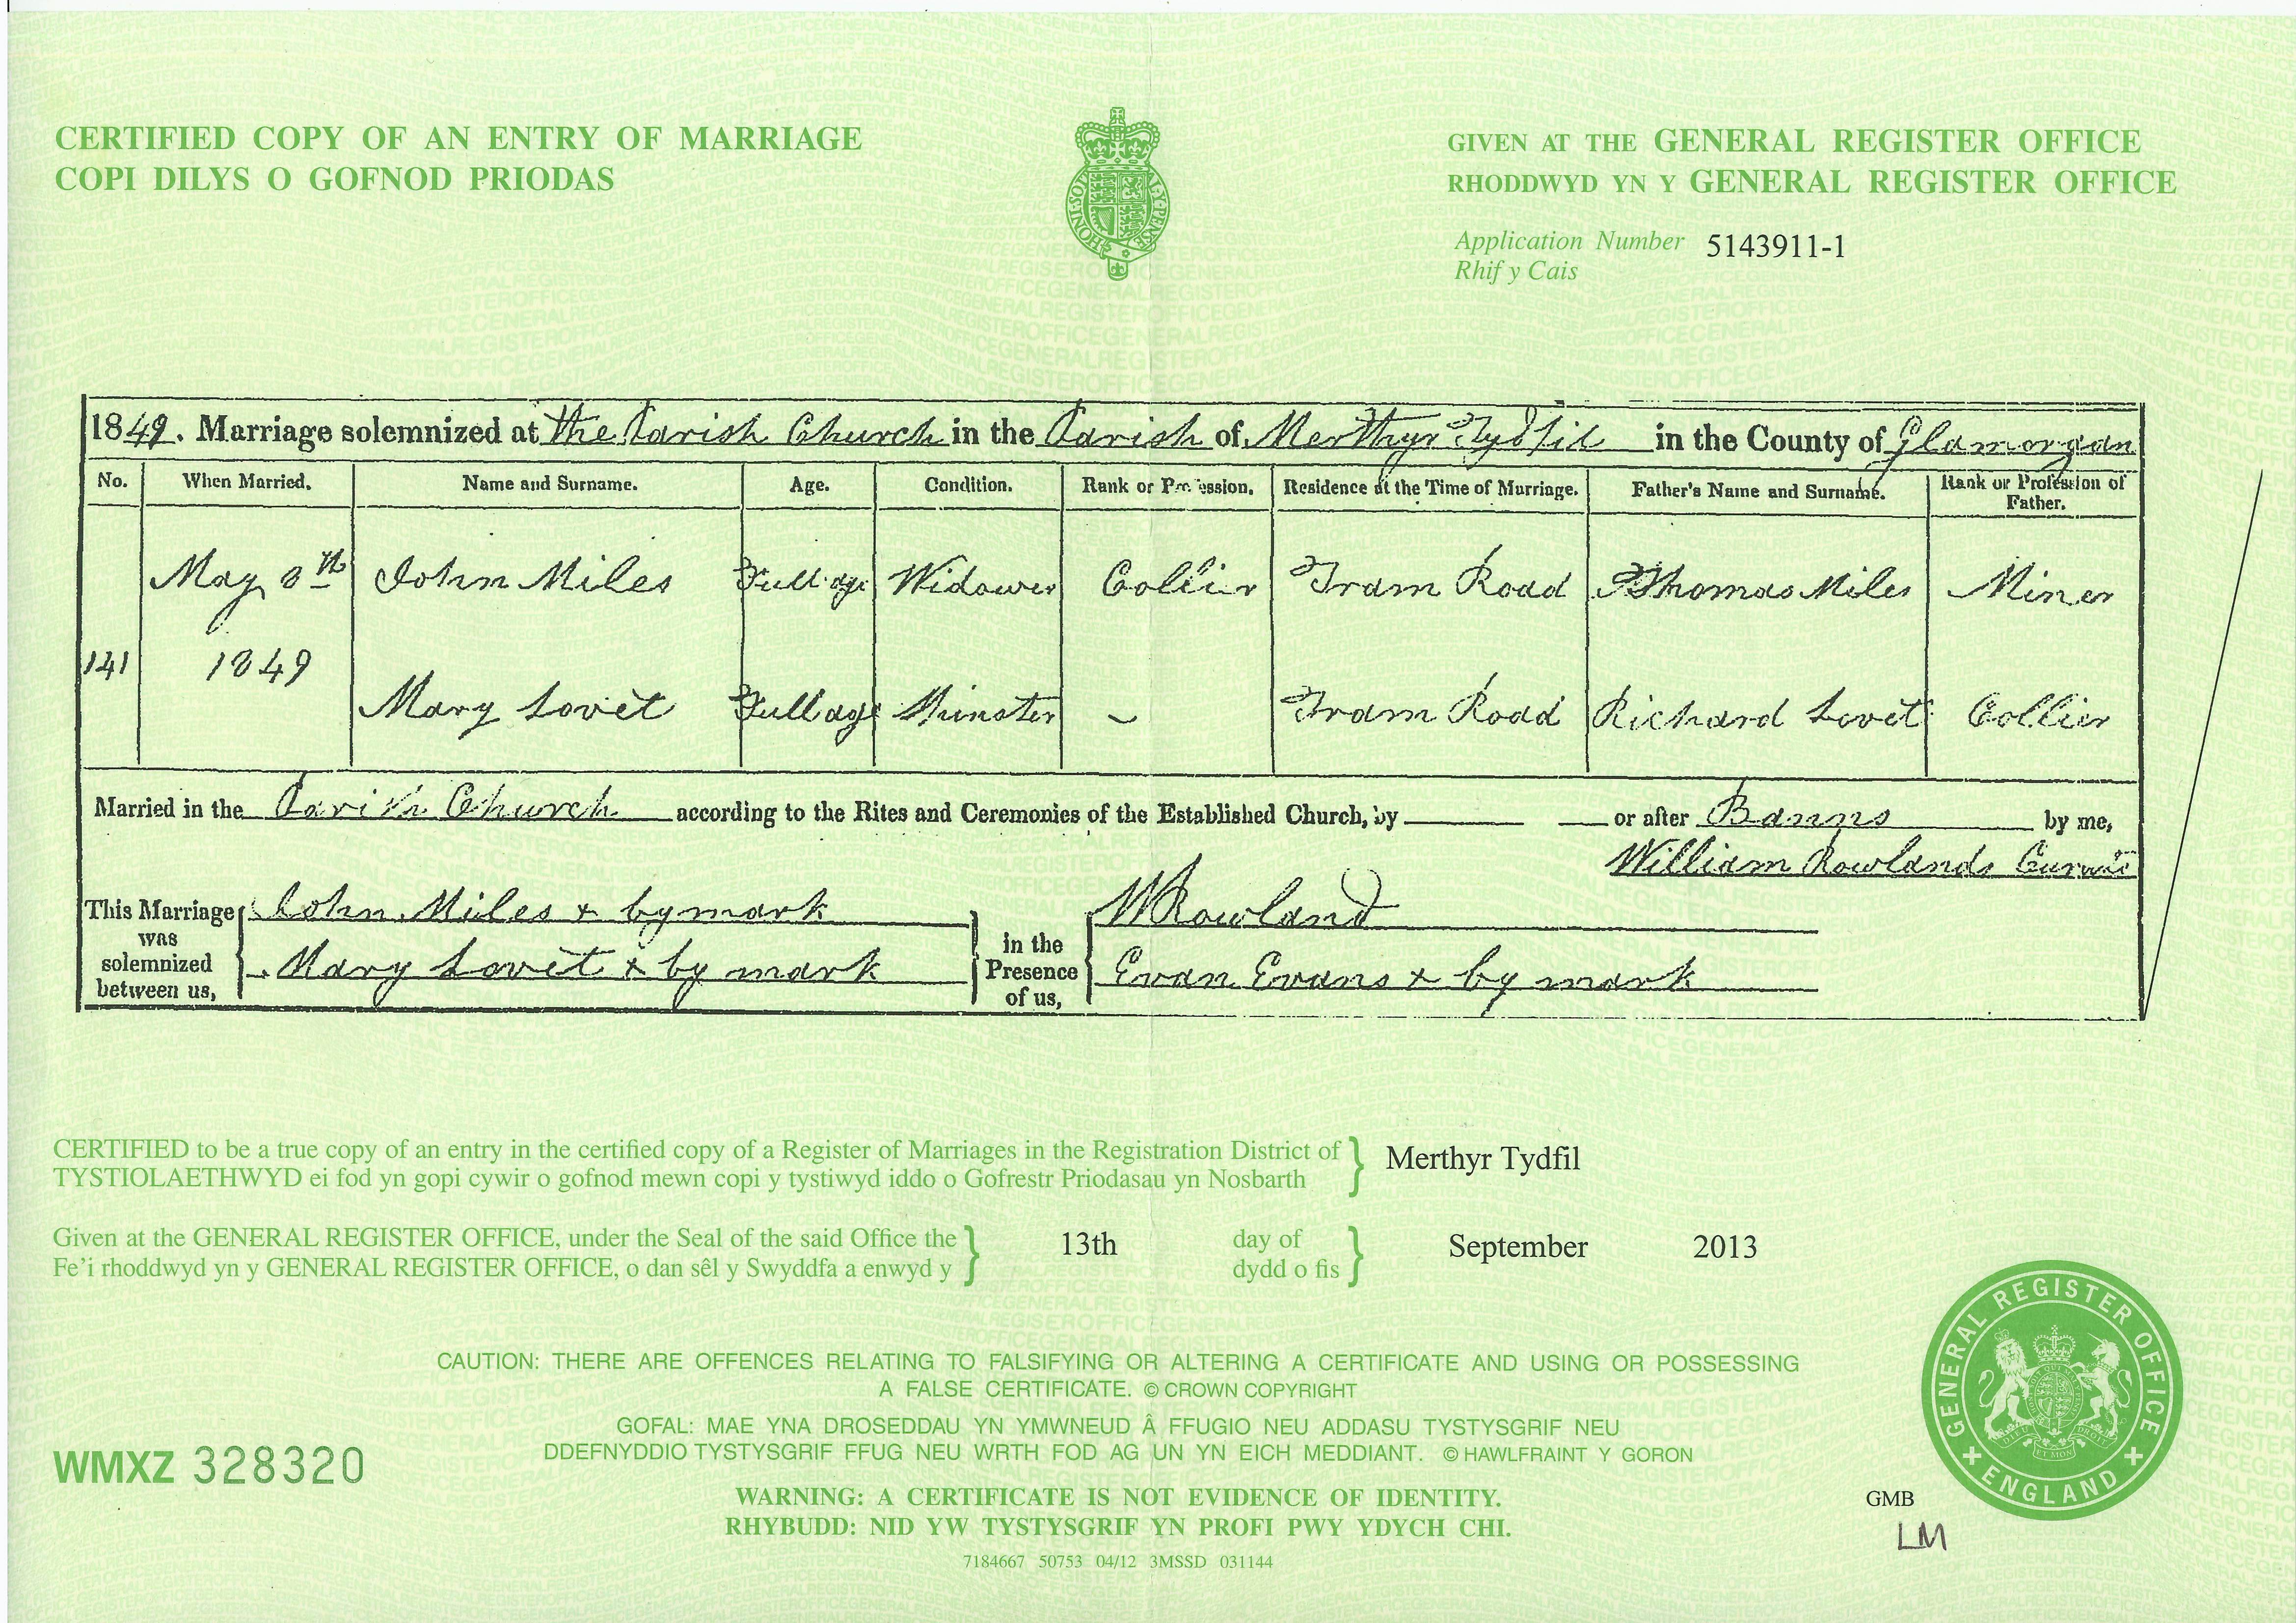 CERTIFIED COPY OF AN ENTRY OF MARRIAGE
COPI DILYS O GOFNOD PRIODAS
HONI·SOIT
L·Y·PENSE
GIVEN AT THE GENERAL REGISTER OFFICE
RHODDWYD YN Y GENERAL REGISTER OFFICE
Application Number 5143911-1
Rhif y Cais
1849. Marriage solemnized at the Parish Church in the Parish of Merthyr Tydfil in the County of Glamorgan
No. When Married. Name and Surname. Age. Condition. Rank or Profession. Residence at the Time of Marriage. Father's Name and Surname. Rank or Profession of Father.
May 8th John Miles Full age Widower Collier Tram Road Thomas Miles Miner
141 1849
Mary Lovet Full age Tram Road Richard Lovet Collier
Married in the Parish Church according to the Rites and Ceremonies of the Established Church, by or after Banns by me,
William Rowlands Curate
This Marriage was solemnized between us,
John Miles x by mark
Mary Lovet x by mark
in the Presence of us,
W Rowland
Evan Evans x by mark
CERTIFIED to be a true copy of an entry in the certified copy of a Register of Marriages in the Registration District of } Merthyr Tydfil
TYSTIOLAETHWYD ei fod yn gopi cywir o gofnod mewn copi y tystiwyd iddo o Gofrestr Priodasau yn Nosbarth
Given at the GENERAL REGISTER OFFICE, under the Seal of the said Office the } 13th day of } September 2013
Fe'i rhoddwyd yn y GENERAL REGISTER OFFICE, o dan sêl y Swyddfa a enwyd y dydd o fis
CAUTION: THERE ARE OFFENCES RELATING TO FALSIFYING OR ALTERING A CERTIFICATE AND USING OR POSSESSING
A FALSE CERTIFICATE. © CROWN COPYRIGHT
GOFAL: MAE YNA DROSEDDAU YN YMWNEUD Â FFUGIO NEU ADDASU TYSTYSGRIF NEU
DDEFNYDDIO TYSTYSGRIF FFUG NEU WRTH FOD AG UN YN EICH MEDDIANT. © HAWLFRAINT Y GORON
WMXZ 328320
WARNING: A CERTIFICATE IS NOT EVIDENCE OF IDENTITY.
RHYBUDD: NID YW TYSTYSGRIF YN PROFI PWY YDYCH CHI.
7184667 50753 04/12 3MSSD 031144
GENERAL REGISTER OFFICE
ENGLAND
GMB
LM